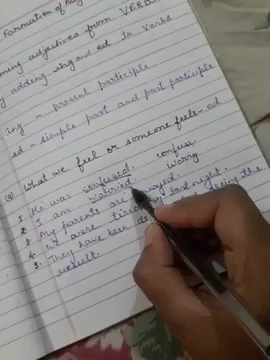 Formation of Adj
ming adjectives from VERBS
y adding -ing and ed to Verbs
ing - present participle
ed - simple past and past participle
(a) What we feel or someone feels - ed
confuse
1. He was confused.
worry
2. I am worried.
3. My parents are
4. were last night.
5. They have been the
result.